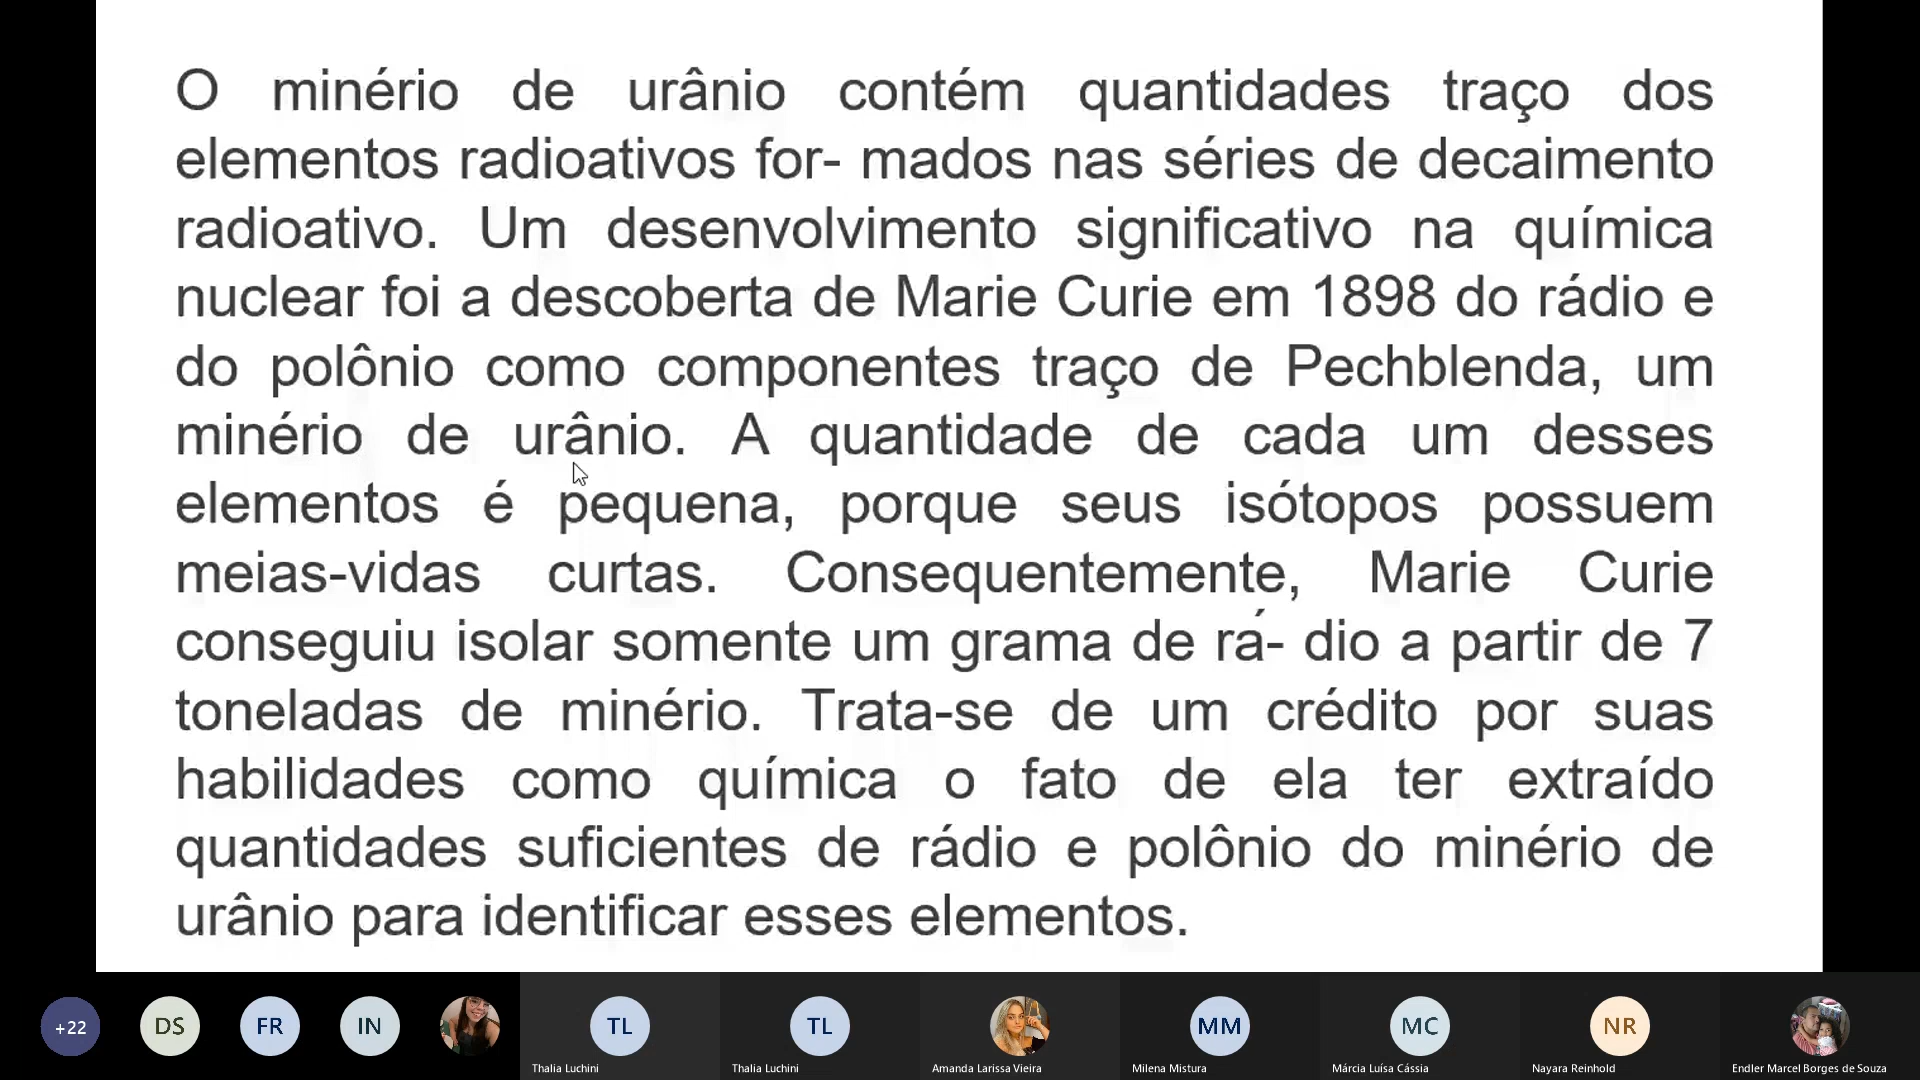 O minério de urânio contém quantidades traço dos
elementos radioativos for- mados nas séries de decaimento
radioativo. Um desenvolvimento significativo na química
nuclear foi a descoberta de Marie Curie em 1898 do rádio e
do polônio como componentes traço de Pechblenda, um
minério de urânio. A quantidade de cada um desses
elementos é pequena, porque seus isótopos possuem
meias-vidas curtas. Consequentemente, Marie Curie
conseguiu isolar somente um grama de rá- dio a partir de 7
toneladas de minério. Trata-se de um crédito por suas
habilidades como química o fato de ela ter extraído
quantidades suficientes de rádio e polônio do minério de
urânio para identificar esses elementos.
+22 DS FR IN TL TL MM MC NR
Thalia Luchini Thalia Luchini Amanda Larissa Vieira Milena Mistura Márcia Luísa Cássia Nayara Reinhold Endler Marcel Borges de Souza